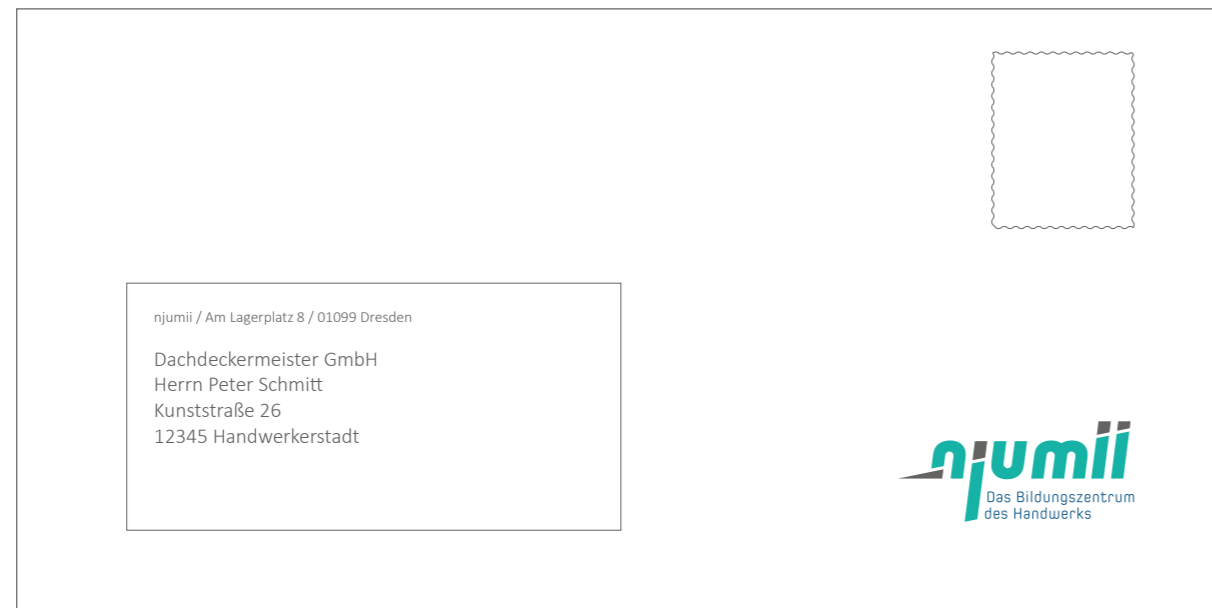 njumii / Am Lagerplatz 8 / 01099 Dresden
Dachdeckermeister GmbH
Herrn Peter Schmitt
Kunststraße 26
12345 Handwerkerstadt
njumii
Das Bildungszentrum
des Handwerks